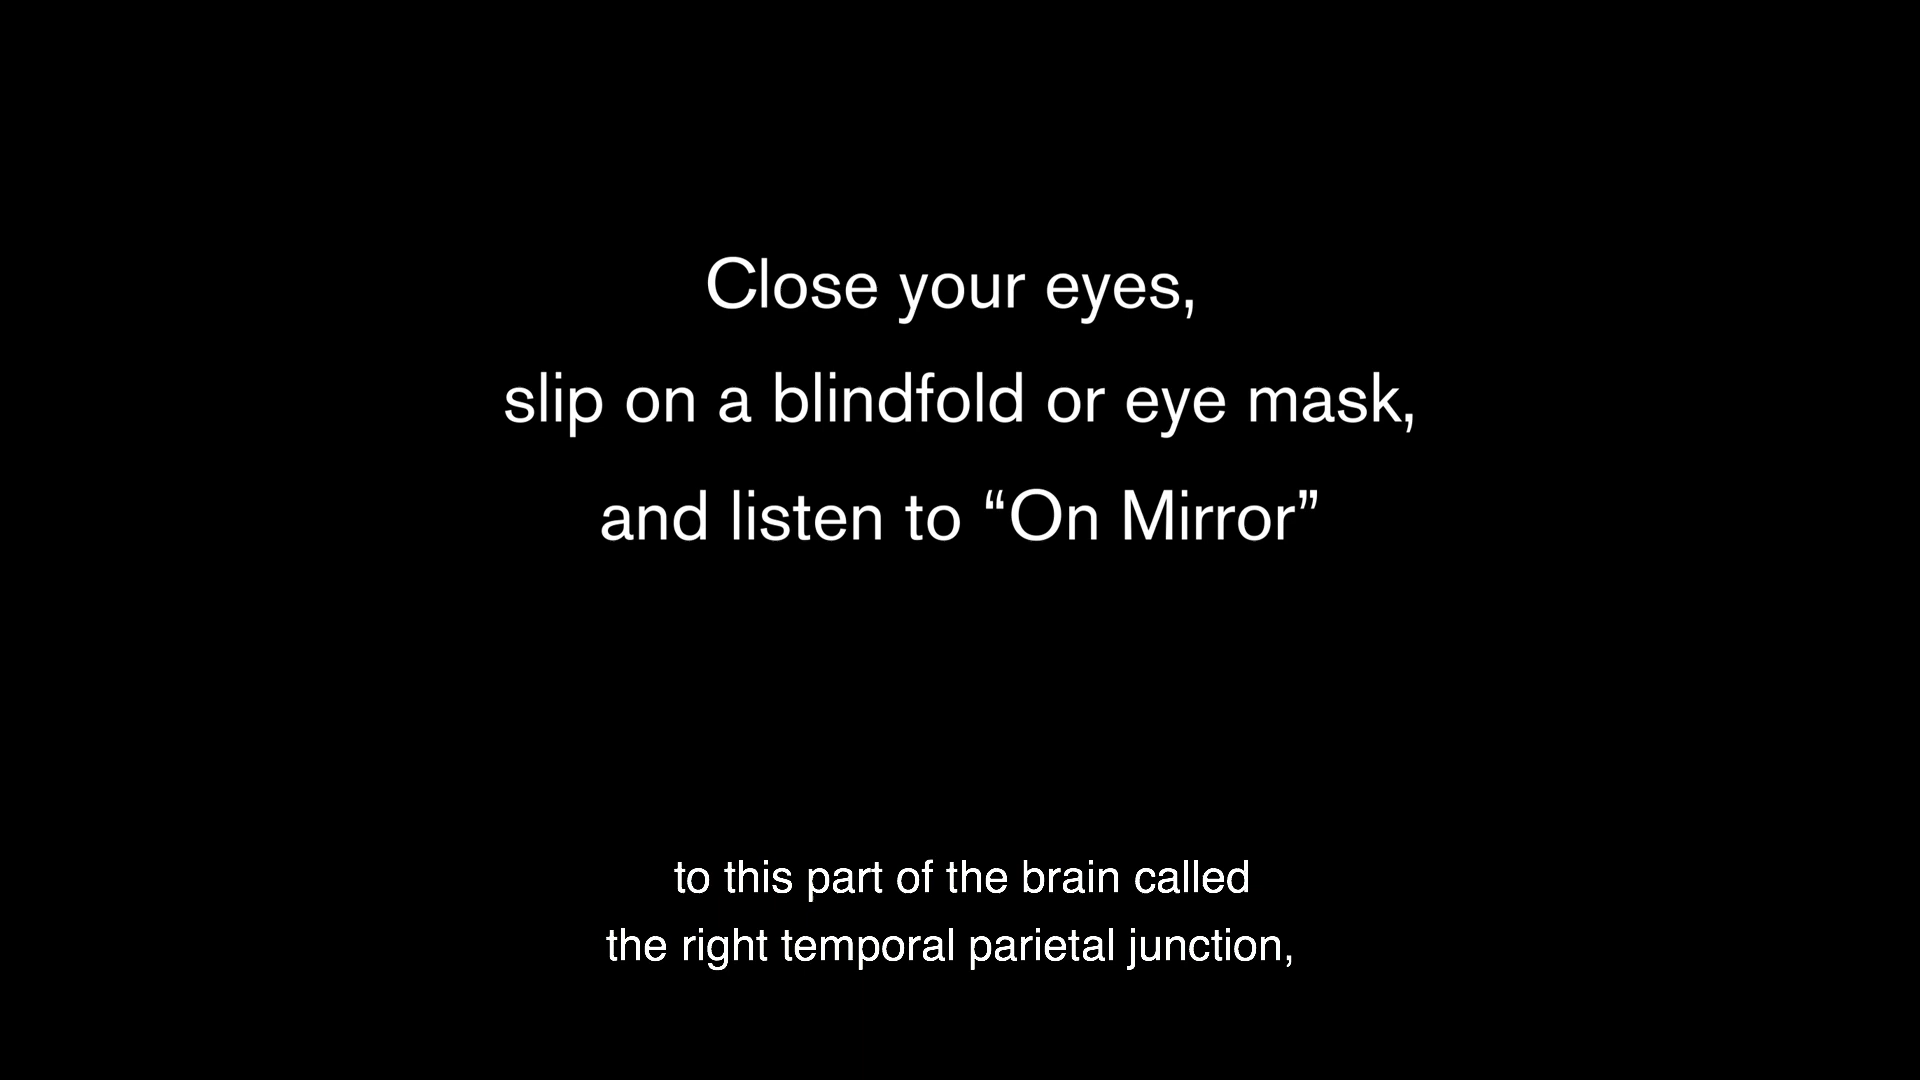 Close your eyes,
slip on a blindfold or eye mask,
and listen to “On Mirror”
to this part of the brain called
the right temporal parietal junction,